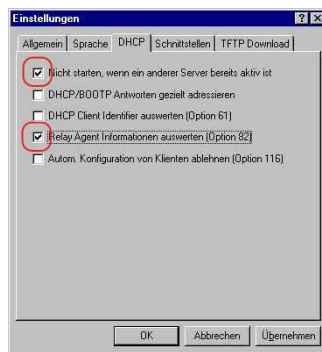 Einstellungen
Allgemein Sprache DHCP Schnittstellen TFTP Download
Nicht starten, wenn ein anderer Server bereits aktiv ist
DHCP/BOOTP Antworten gezielt adressieren
DHCP Client Identifier auswerten (Option 61)
Relay Agent Informationen auswerten (Option 82)
Autom. Konfiguration von Klienten ablehnen (Option 116)
OK Abbrechen Übernehmen